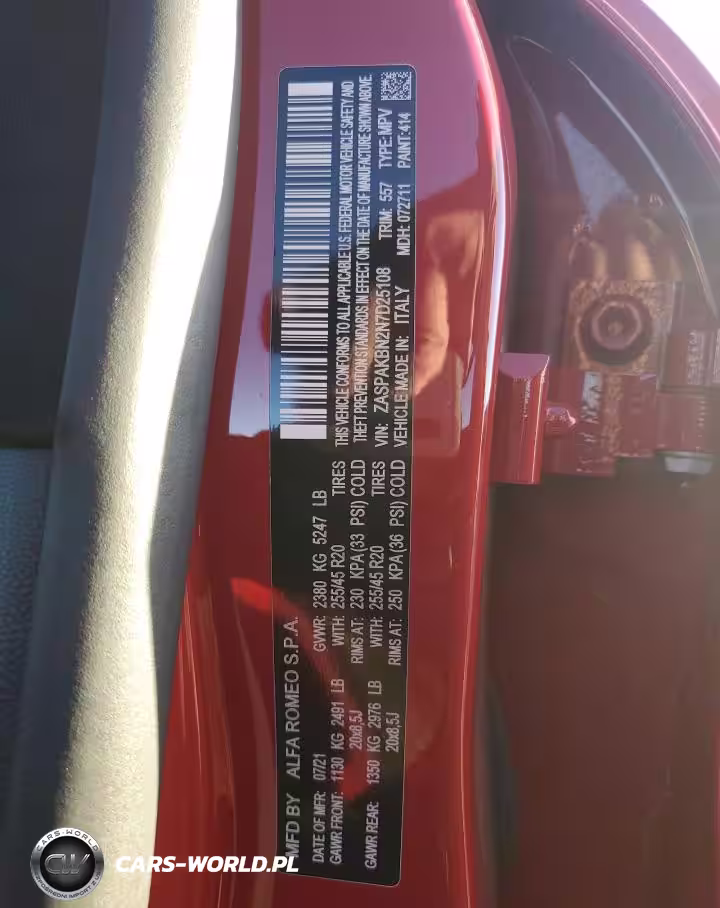 MFD BY ALFA ROMEO S.P.A.
DATE OF MFR: 07/21 GVWR: 2380 KG 5247 LB
GAWR FRONT: 1130 KG 2491 LB WITH: 255/45 R20 TIRES
20x8,5J RIMS AT: 230 KPA (33 PSI) COLD
GAWR REAR: 1350 KG 2976 LB WITH: 255/45 R20 TIRES
20x8,5J RIMS AT: 250 KPA (36 PSI) COLD
THIS VEHICLE CONFORMS TO ALL APPLICABLE U.S. FEDERAL MOTOR VEHICLE SAFETY AND
THEFT PREVENTION STANDARDS IN EFFECT ON THE DATE OF MANUFACTURE SHOWN ABOVE.
VIN: ZASPAKBN2N7D25108 TRIM: 557 TYPE: MPV
VEHICLE MADE IN: ITALY MDH: 072711 PAINT: 414
CARS-WORLD
CW
CARS-WORLD.PL